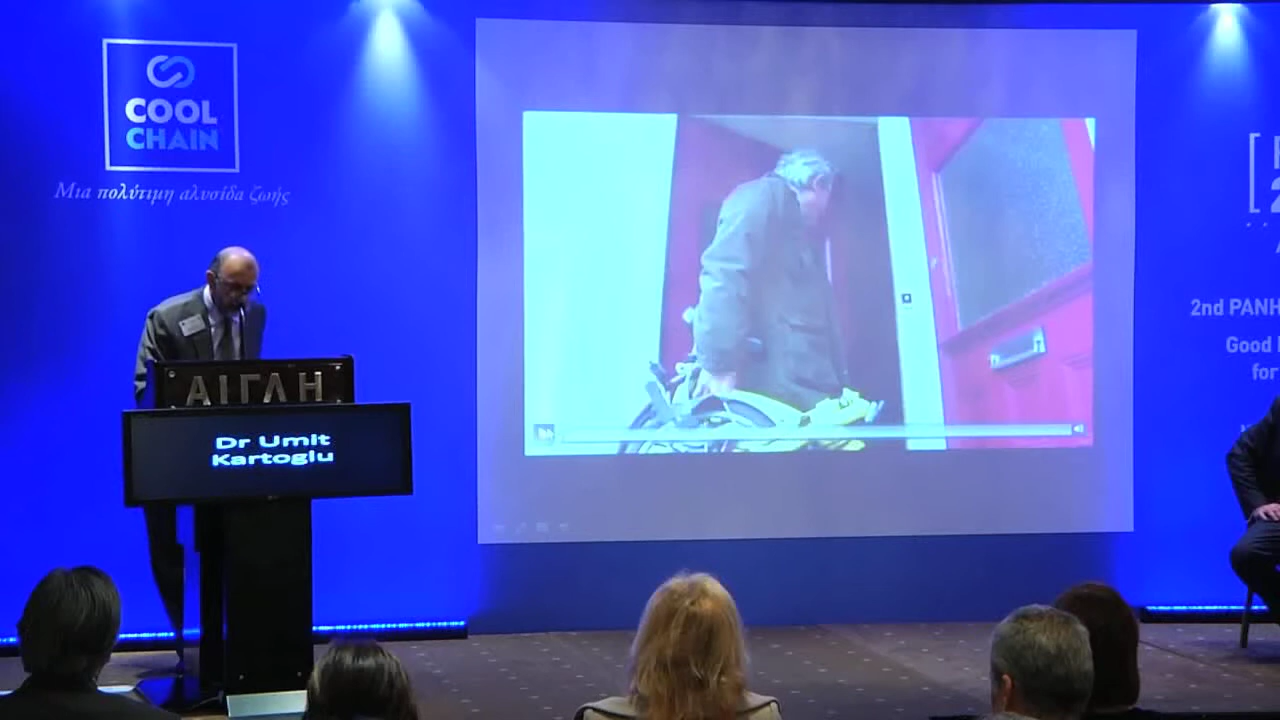 COOL
CHAIN
Μια πολύτιμη αλυσίδα ζωής
ΑΙΓΛΗ
Dr Umit
Kartoglu
2nd PANH
Good
for